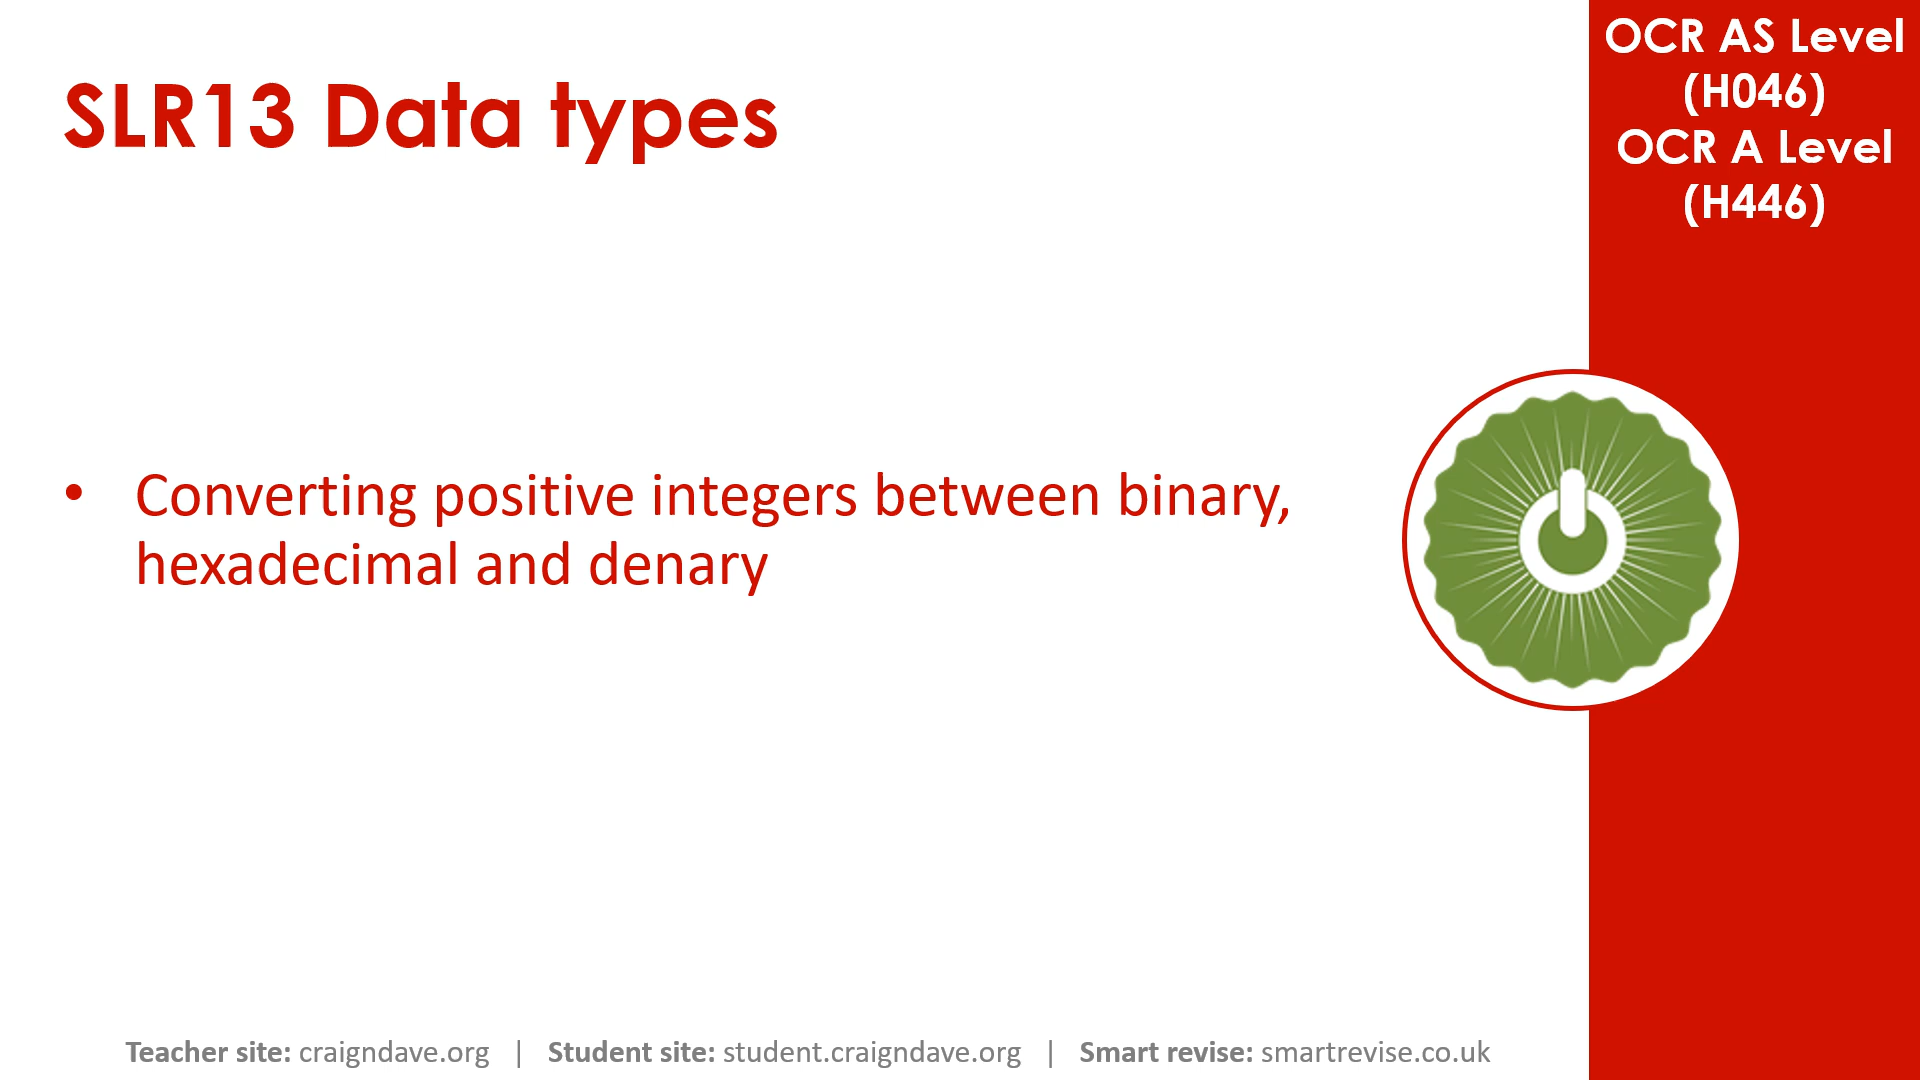 SLR13 Data types
OCR AS Level
(H046)
OCR A Level
(H446)
• Converting positive integers between binary,
hexadecimal and denary
Teacher site: craigndave.org | Student site: student.craigndave.org | Smart revise: smartrevise.co.uk